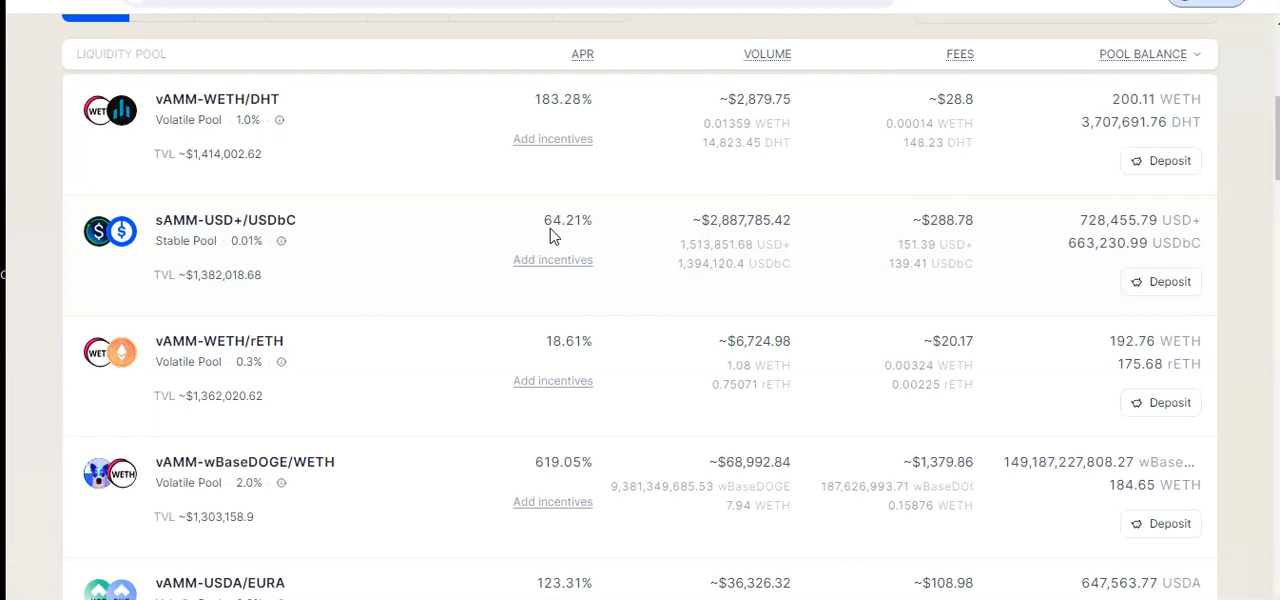 LIQUIDITY POOL APR VOLUME FEES POOL BALANCE
vAMM-WETH/DHT 183.28% ~$2,879.75 ~$28.8 200.11 WETH
Volatile Pool · 1.0% 0.01359 WETH 0.00014 WETH 3,707,691.76 DHT
Add incentives 14,823.45 DHT 148.23 DHT
TVL ~$1,414,002.62 Deposit
sAMM-USD+/USDbC 64.21% ~$2,887,785.42 ~$288.78 728,455.79 USD+
Stable Pool · 0.01% 1,513,851.68 USD+ 151.39 USD+ 663,230.99 USDbC
Add incentives 1,394,120.4 USDbC 139.41 USDbC
TVL ~$1,382,018.68 Deposit
WET vAMM-WETH/rETH 18.61% ~$6,724.98 ~$20.17 192.76 WETH
Volatile Pool · 0.3% 1.08 WETH 0.00324 WETH 175.68 rETH
Add incentives 0.75071 rETH 0.00225 rETH
TVL ~$1,362,020.62 Deposit
WETH vAMM-wBaseDOGE/WETH 619.05% ~$68,992.84 ~$1,379.86 149,187,227,808.27 wBase...
Volatile Pool · 2.0% 9,381,349,685.53 wBaseDOGE 187,626,993.71 wBaseDOG 184.65 WETH
Add incentives 7.94 WETH 0.15876 WETH
TVL ~$1,303,158.9 Deposit
vAMM-USDA/EURA 123.31% ~$36,326.32 ~$108.98 647,563.77 USDA